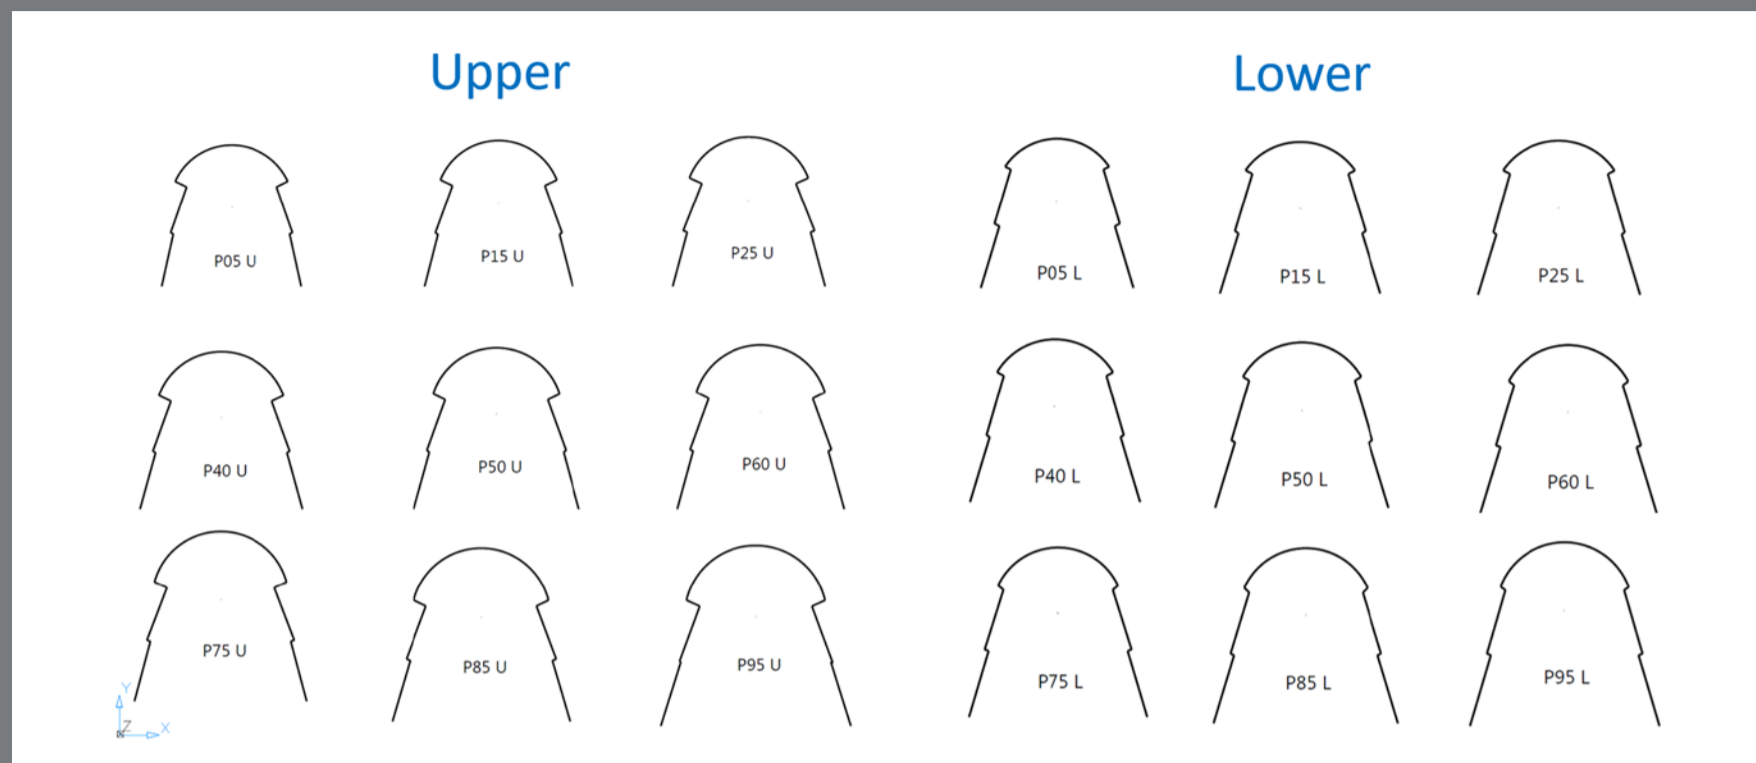 Upper Lower
P05 U P15 U P25 U P05 L P15 L P25 L
P40 U P50 U P60 U P40 L P50 L P60 L
P75 U P85 U P95 U P75 L P85 L P95 L
Y
Z X